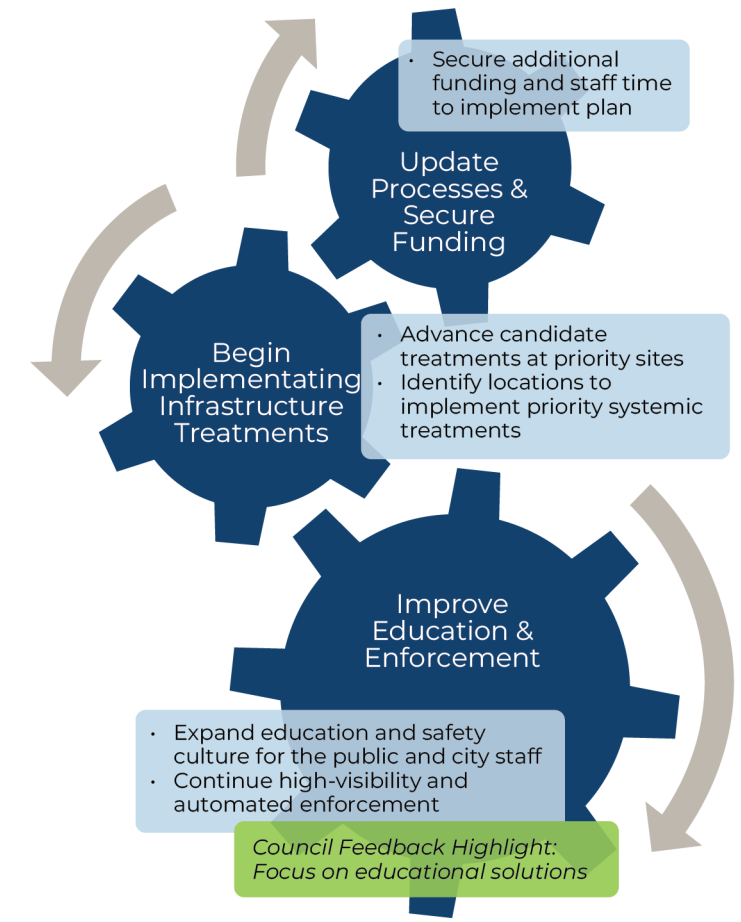 • Secure additional
funding and staff time
to implement plan
Update
Processes &
Secure
Funding
Begin
Implementating
Infrastructure
Treatments
• Advance candidate
treatments at priority sites
• Identify locations to
implement priority systemic
treatments
Improve
Education &
Enforcement
• Expand education and safety
culture for the public and city staff
• Continue high-visibility and
automated enforcement
Council Feedback Highlight:
Focus on educational solutions